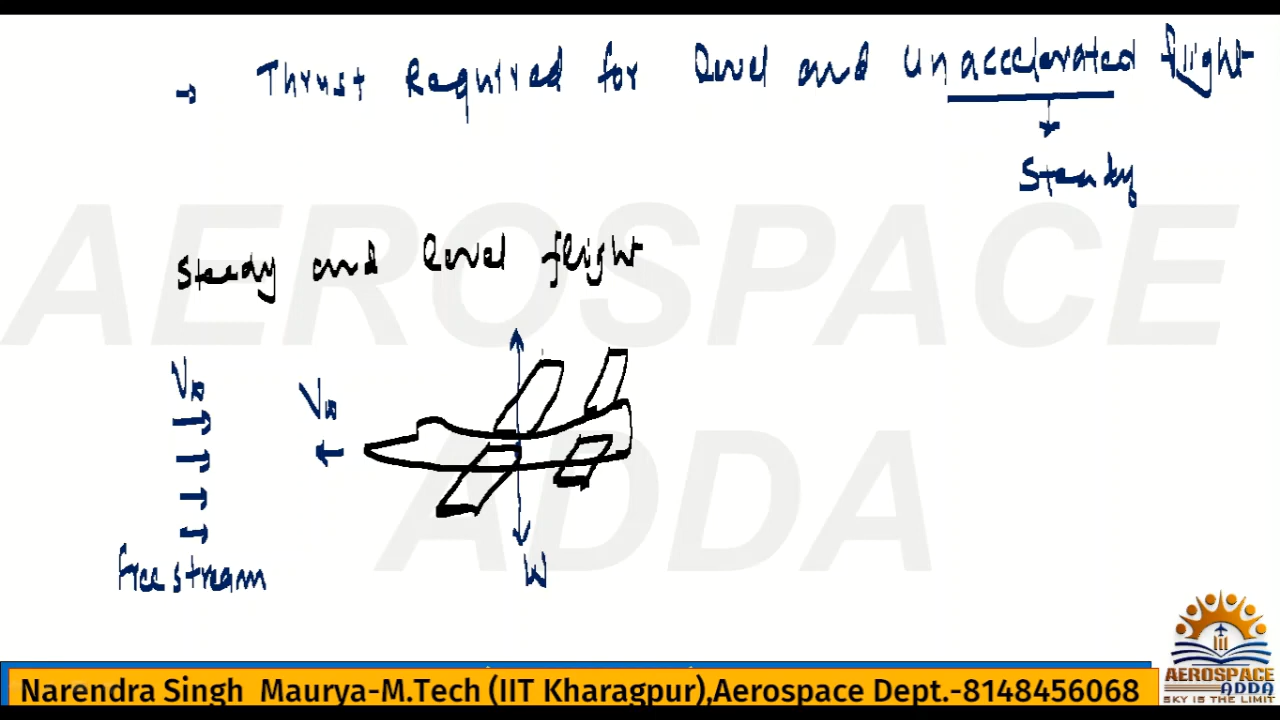 → Thrust Required for level and unaccelerated flight
Steady
Steady and level flight
V∞
V∞
free stream
W
AEROSPACE
ADDA
Narendra Singh Maurya-M.Tech (IIT Kharagpur),Aerospace Dept.-8148456068
AEROSPACE
ADDA
SKY IS THE LIMIT